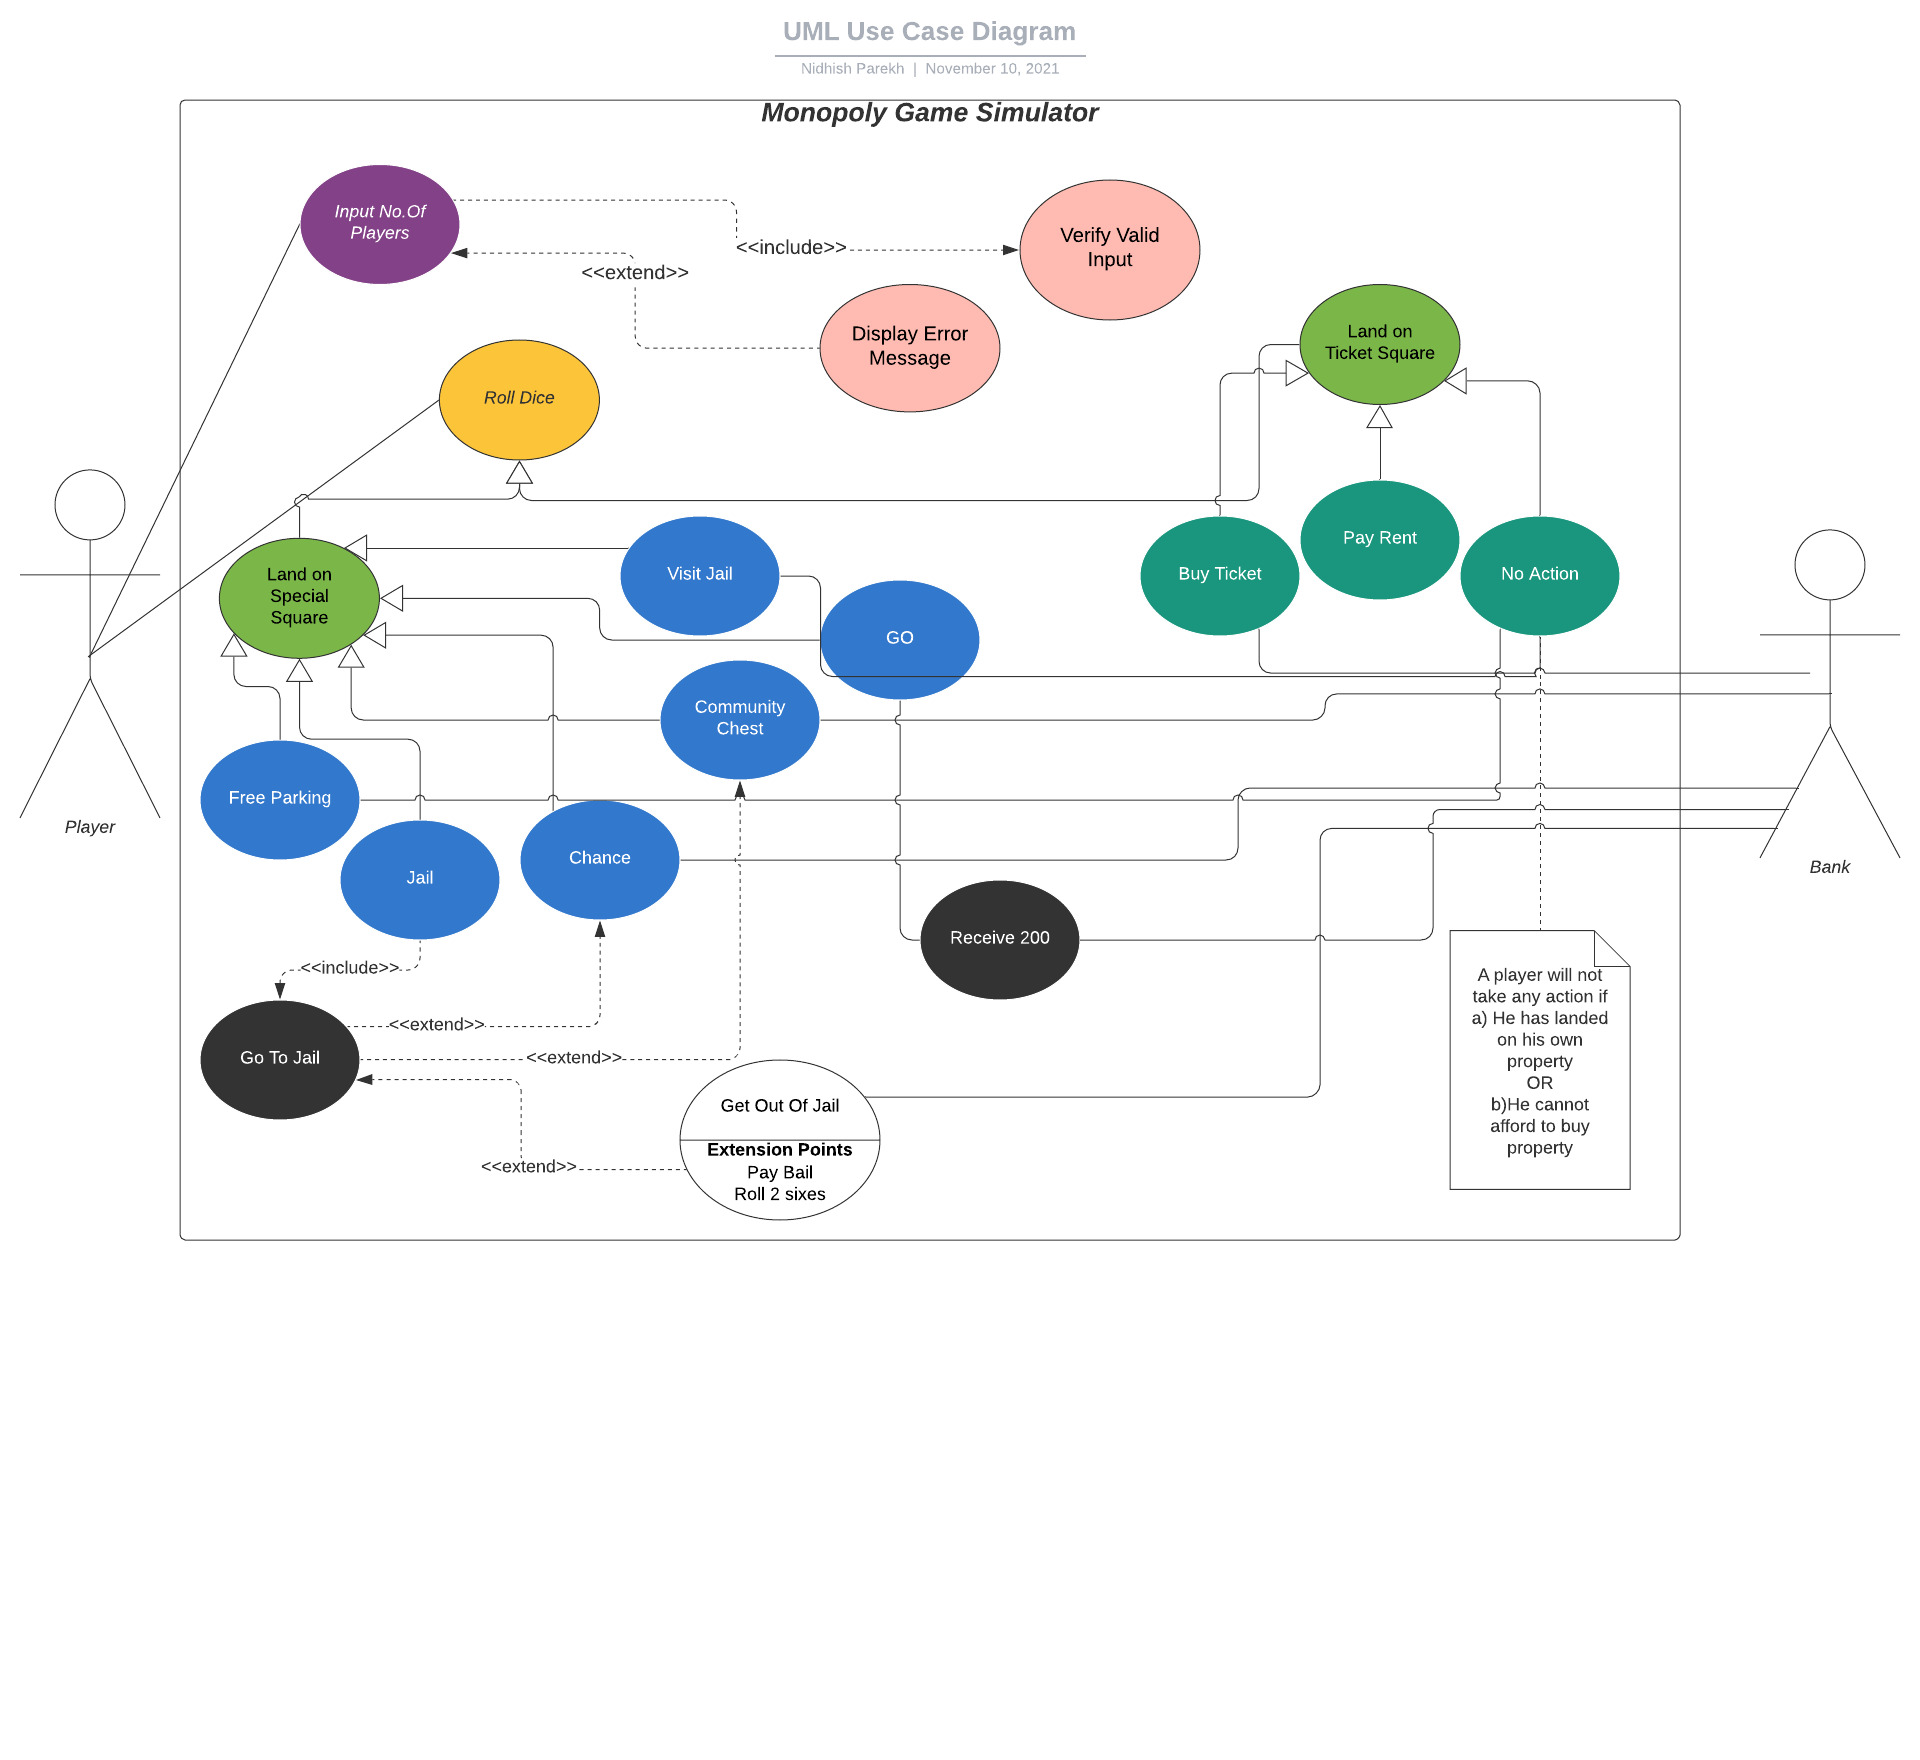 UML Use Case Diagram
Nidhish Parekh | November 10, 2021
Monopoly Game Simulator
Input No.Of
Players
<<include>>
<<extend>>
Verify Valid
Input
Display Error
Message
Land on
Ticket Square
Roll Dice
Land on
Special
Square
Visit Jail
GO
Buy Ticket
Pay Rent
No Action
Community
Chest
Free Parking
Jail
Chance
Player
Bank
Receive 200
<<include>>
Go To Jail
<<extend>>
<<extend>>
<<extend>>
Get Out Of Jail
Extension Points
Pay Bail
Roll 2 sixes
A player will not
take any action if
a) He has landed
on his own
property
OR
b)He cannot
afford to buy
property